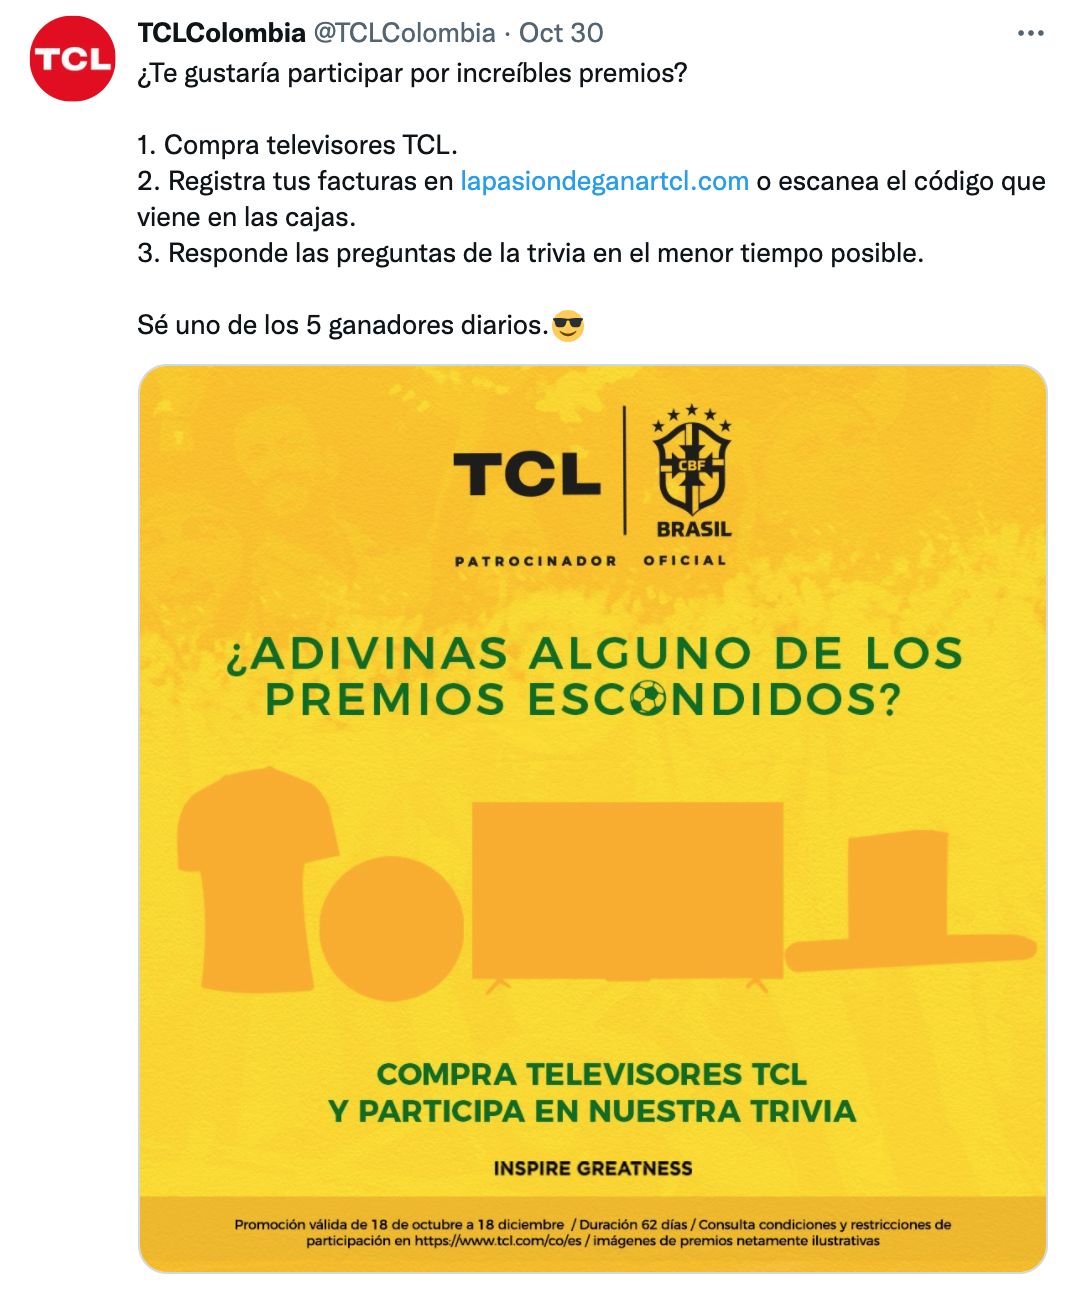 TCL
TCLColombia @TCLColombia · Oct 30
¿Te gustaría participar por increíbles premios?
1. Compra televisores TCL.
2. Registra tus facturas en lapasiondeganartcl.com o escanea el código que
viene en las cajas.
3. Responde las preguntas de la trivia en el menor tiempo posible.
Sé uno de los 5 ganadores diarios.😎
TCL
CBF
BRASIL
PATROCINADOR OFICIAL
¿ADIVINAS ALGUNO DE LOS
PREMIOS ESCONDIDOS?
COMPRA TELEVISORES TCL
Y PARTICIPA EN NUESTRA TRIVIA
INSPIRE GREATNESS
Promoción válida de 18 de octubre a 18 diciembre / Duración 62 días / Consulta condiciones y restricciones de
participación en https://www.tcl.com/co/es / imágenes de premios netamente ilustrativas